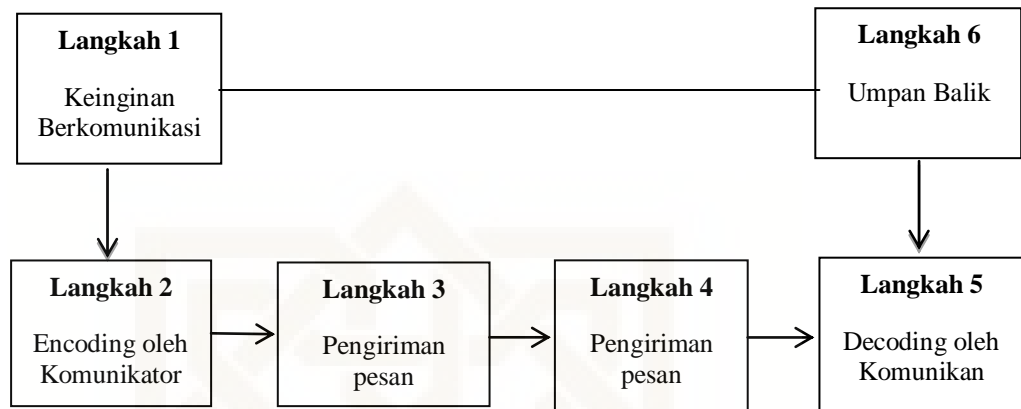 Langkah 1
Keinginan
Berkomunikasi
Langkah 6
Umpan Balik
Langkah 2
Encoding oleh
Komunikator
Langkah 3
Pengiriman
pesan
Langkah 4
Pengiriman
pesan
Langkah 5
Decoding oleh
Komunikan